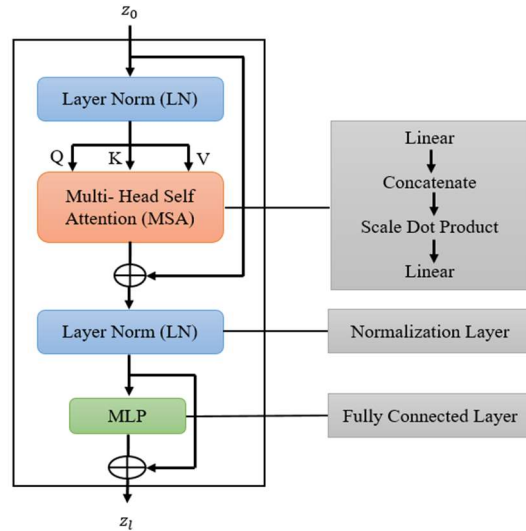 z₀
Layer Norm (LN)
Q K V
Multi- Head Self
Attention (MSA)
Linear
Concatenate
Scale Dot Product
Linear
Layer Norm (LN)
Normalization Layer
MLP
Fully Connected Layer
zₗ